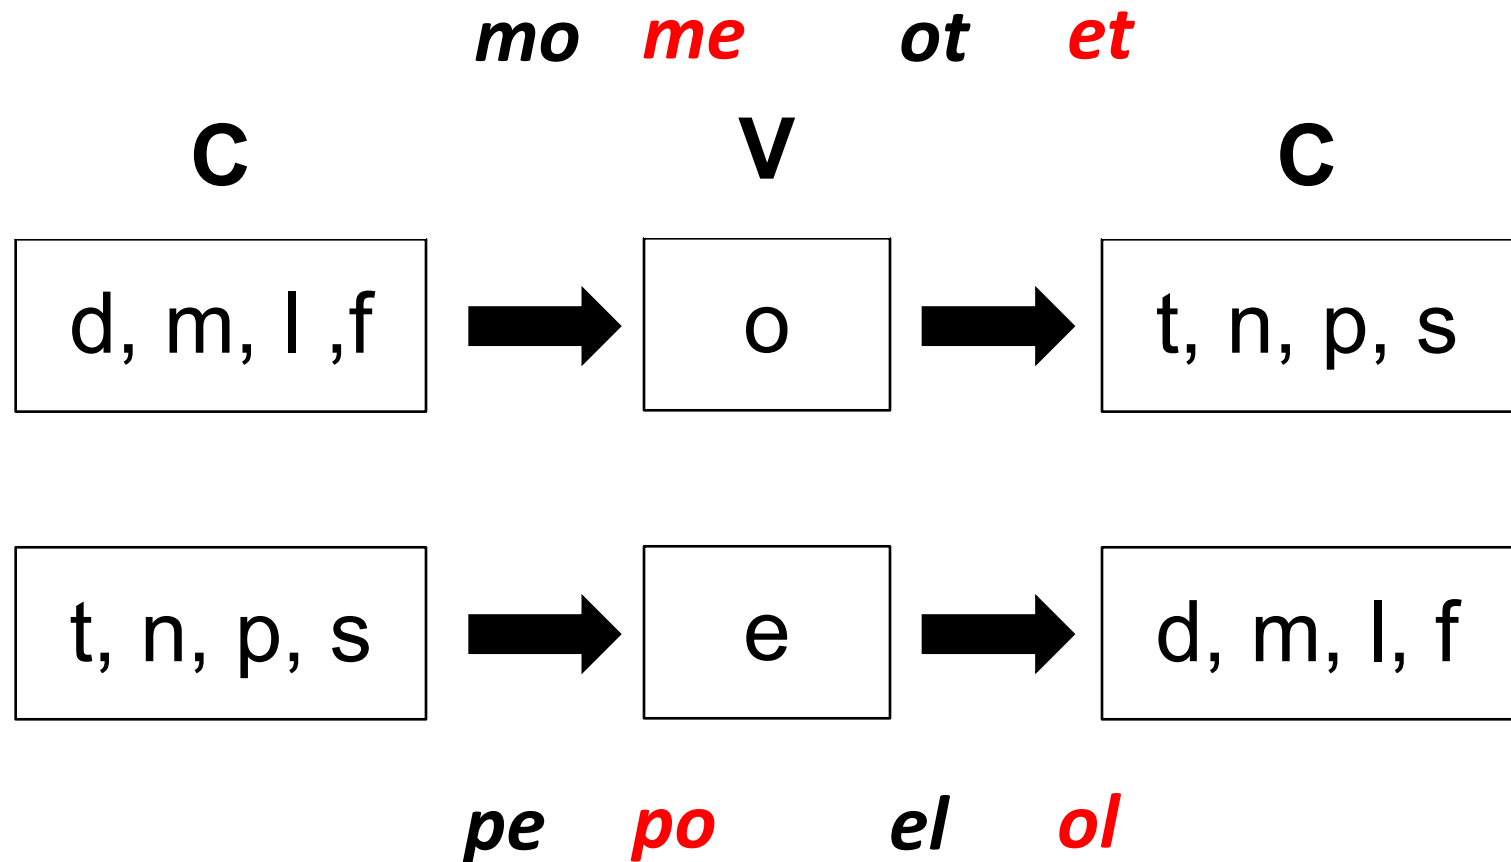 mo me ot et
C V C
d, m, l ,f o t, n, p, s
t, n, p, s e d, m, l, f
pe po el ol